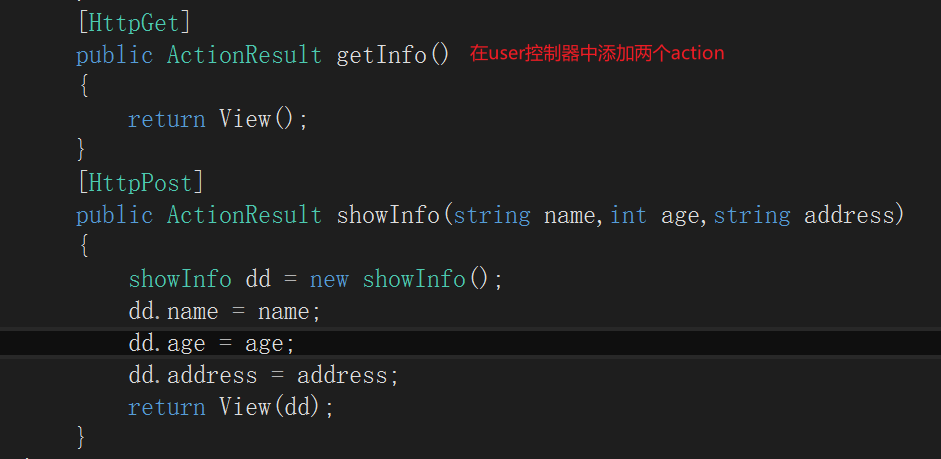 [HttpGet]
public ActionResult getInfo() 在user控制器中添加两个action
{
return View();
}
[HttpPost]
public ActionResult showInfo(string name,int age,string address)
{
showInfo dd = new showInfo();
dd.name = name;
dd.age = age;
dd.address = address;
return View(dd);
}